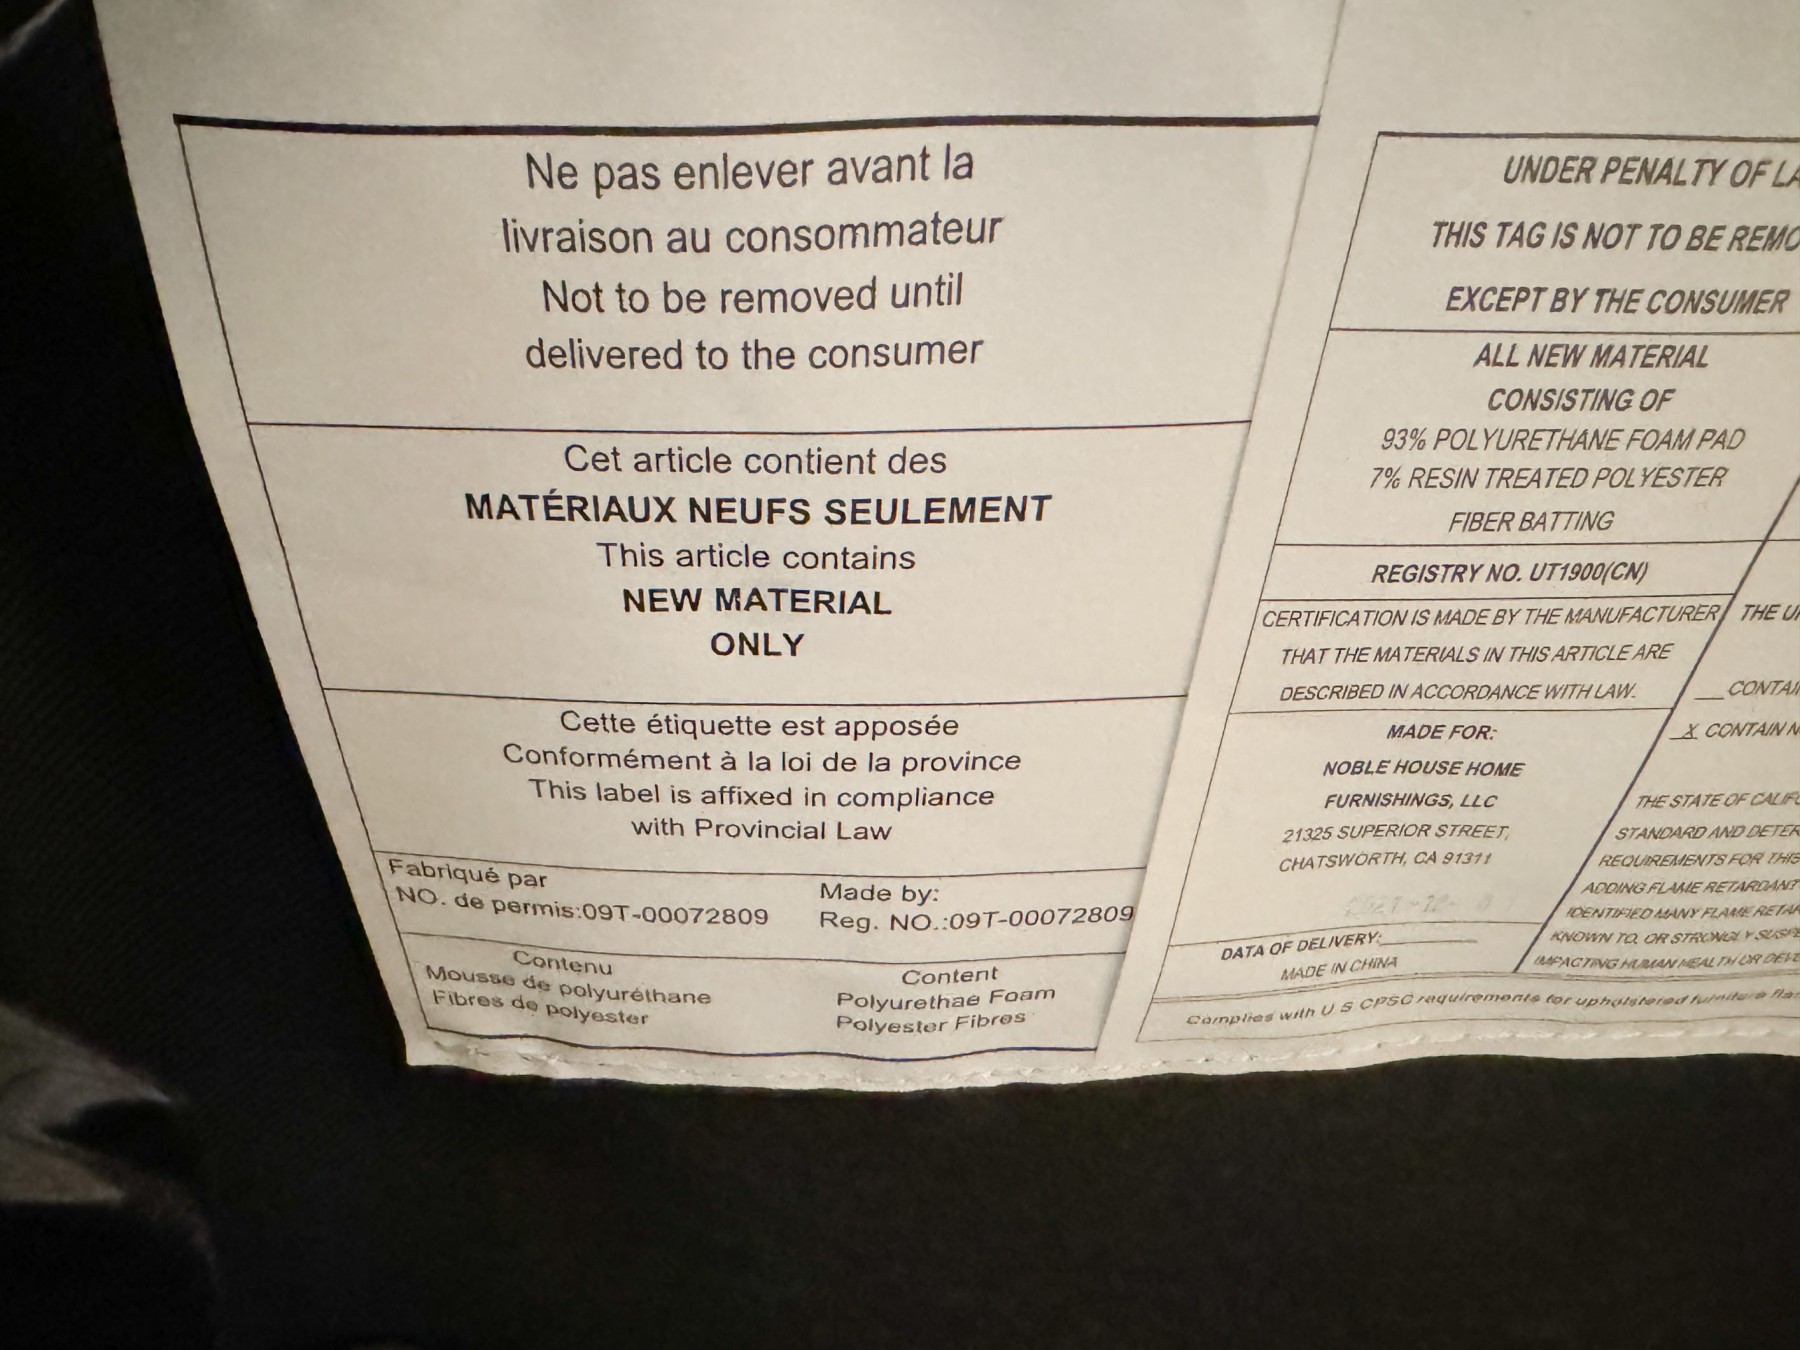 Ne pas enlever avant la
livraison au consommateur
Not to be removed until
delivered to the consumer
Cet article contient des
MATÉRIAUX NEUFS SEULEMENT
This article contains
NEW MATERIAL
ONLY
Cette étiquette est apposée
Conformément à la loi de la province
This label is affixed in compliance
with Provincial Law
Fabriqué par
NO. de permis:09T-00072809
Made by:
Reg. NO.:09T-00072809
Contenu
Mousse de polyuréthane
Fibres de polyester
Content
Polyurethae Foam
Polyester Fibres
UNDER PENALTY OF
THIS TAG IS NOT TO BE
EXCEPT BY THE CONSUMER
ALL NEW MATERIAL
CONSISTING OF
93% POLYURETHANE FOAM PAD
7% RESIN TREATED POLYESTER
FIBER BATTING
REGISTRY NO. UT1900(CN)
CERTIFICATION IS MADE BY THE MANUFACTURER
THAT THE MATERIALS IN THIS ARTICLE ARE
DESCRIBED IN ACCORDANCE WITH LAW.
MADE FOR:
NOBLE HOUSE HOME
FURNISHINGS, LLC
21325 SUPERIOR STREET,
CHATSWORTH, CA 91311
DATA OF DELIVERY:
MADE IN CHINA
THE
X CONTAIN
THE STATE OF
STANDARD AND
REQUIREMENTS FOR
ADDING FLAME RETARDANT
IDENTIFIED MANY FLAME
KNOWN TO, OR STRONGLY
IMPACTING HUMAN HEALTH OR
Complies with U S CPSC requirements for upholstered furniture